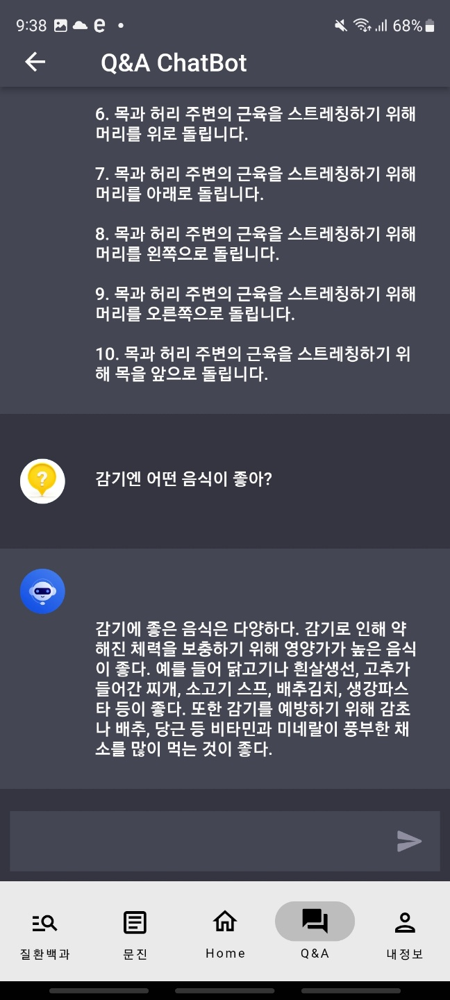 9:38
68%
Q&A ChatBot
6. 목과 허리 주변의 근육을 스트레칭하기 위해
머리를 위로 돌립니다.
7. 목과 허리 주변의 근육을 스트레칭하기 위해
머리를 아래로 돌립니다.
8. 목과 허리 주변의 근육을 스트레칭하기 위해
머리를 왼쪽으로 돌립니다.
9. 목과 허리 주변의 근육을 스트레칭하기 위해
머리를 오른쪽으로 돌립니다.
10. 목과 허리 주변의 근육을 스트레칭하기 위
해 목을 앞으로 돌립니다.
?
감기엔 어떤 음식이 좋아?
감기에 좋은 음식은 다양하다. 감기로 인해 약
해진 체력을 보충하기 위해 영양가가 높은 음식
이 좋다. 예를 들어 닭고기나 흰살생선, 고추가
들어간 찌개, 소고기 스프, 배추김치, 생강파스
타 등이 좋다. 또한 감기를 예방하기 위해 감초
나 배추, 당근 등 비타민과 미네랄이 풍부한 채
소를 많이 먹는 것이 좋다.
질환백과
문진
Home
Q&A
내정보